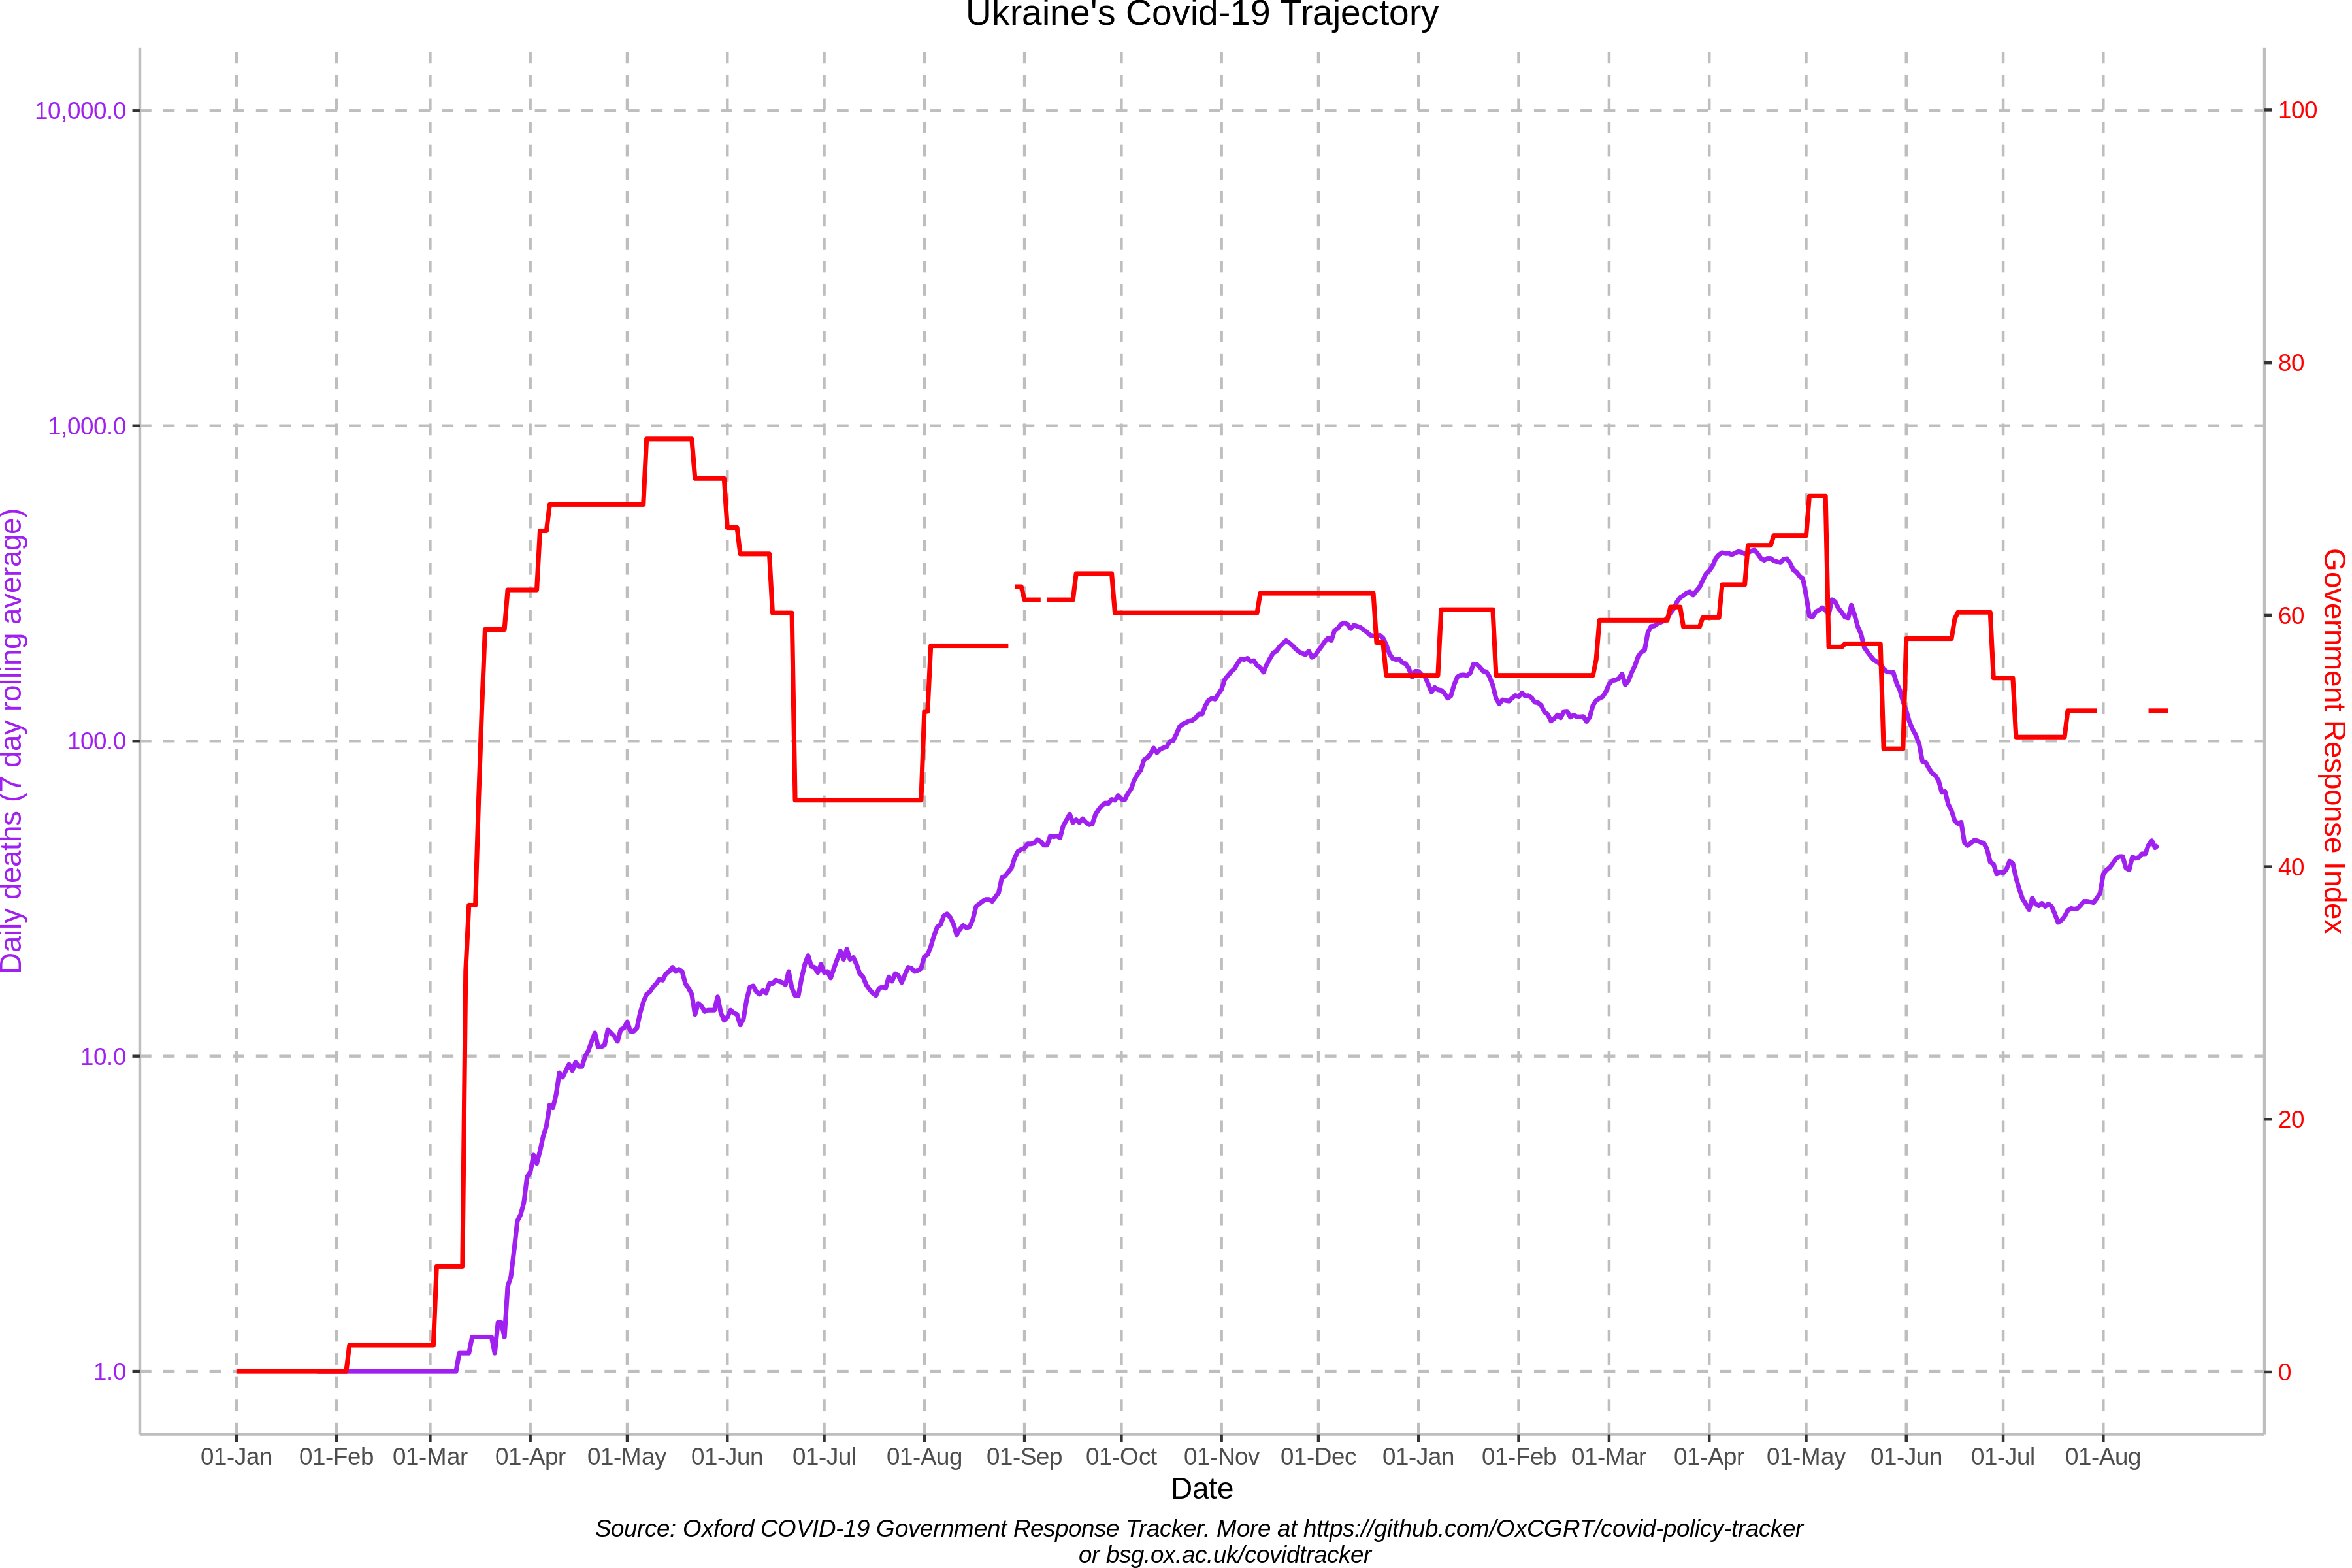 Ukraine's Covid-19 Trajectory
10,000.0
1,000.0
100.0
10.0
1.0
Daily deaths (7 day rolling average)
100
80
60
40
20
0
Government Response Index
01-Jan 01-Feb 01-Mar 01-Apr 01-May 01-Jun 01-Jul 01-Aug 01-Sep 01-Oct 01-Nov 01-Dec 01-Jan 01-Feb 01-Mar 01-Apr 01-May 01-Jun 01-Jul 01-Aug
Date
Source: Oxford COVID-19 Government Response Tracker. More at https://github.com/OxCGRT/covid-policy-tracker
or bsg.ox.ac.uk/covidtracker